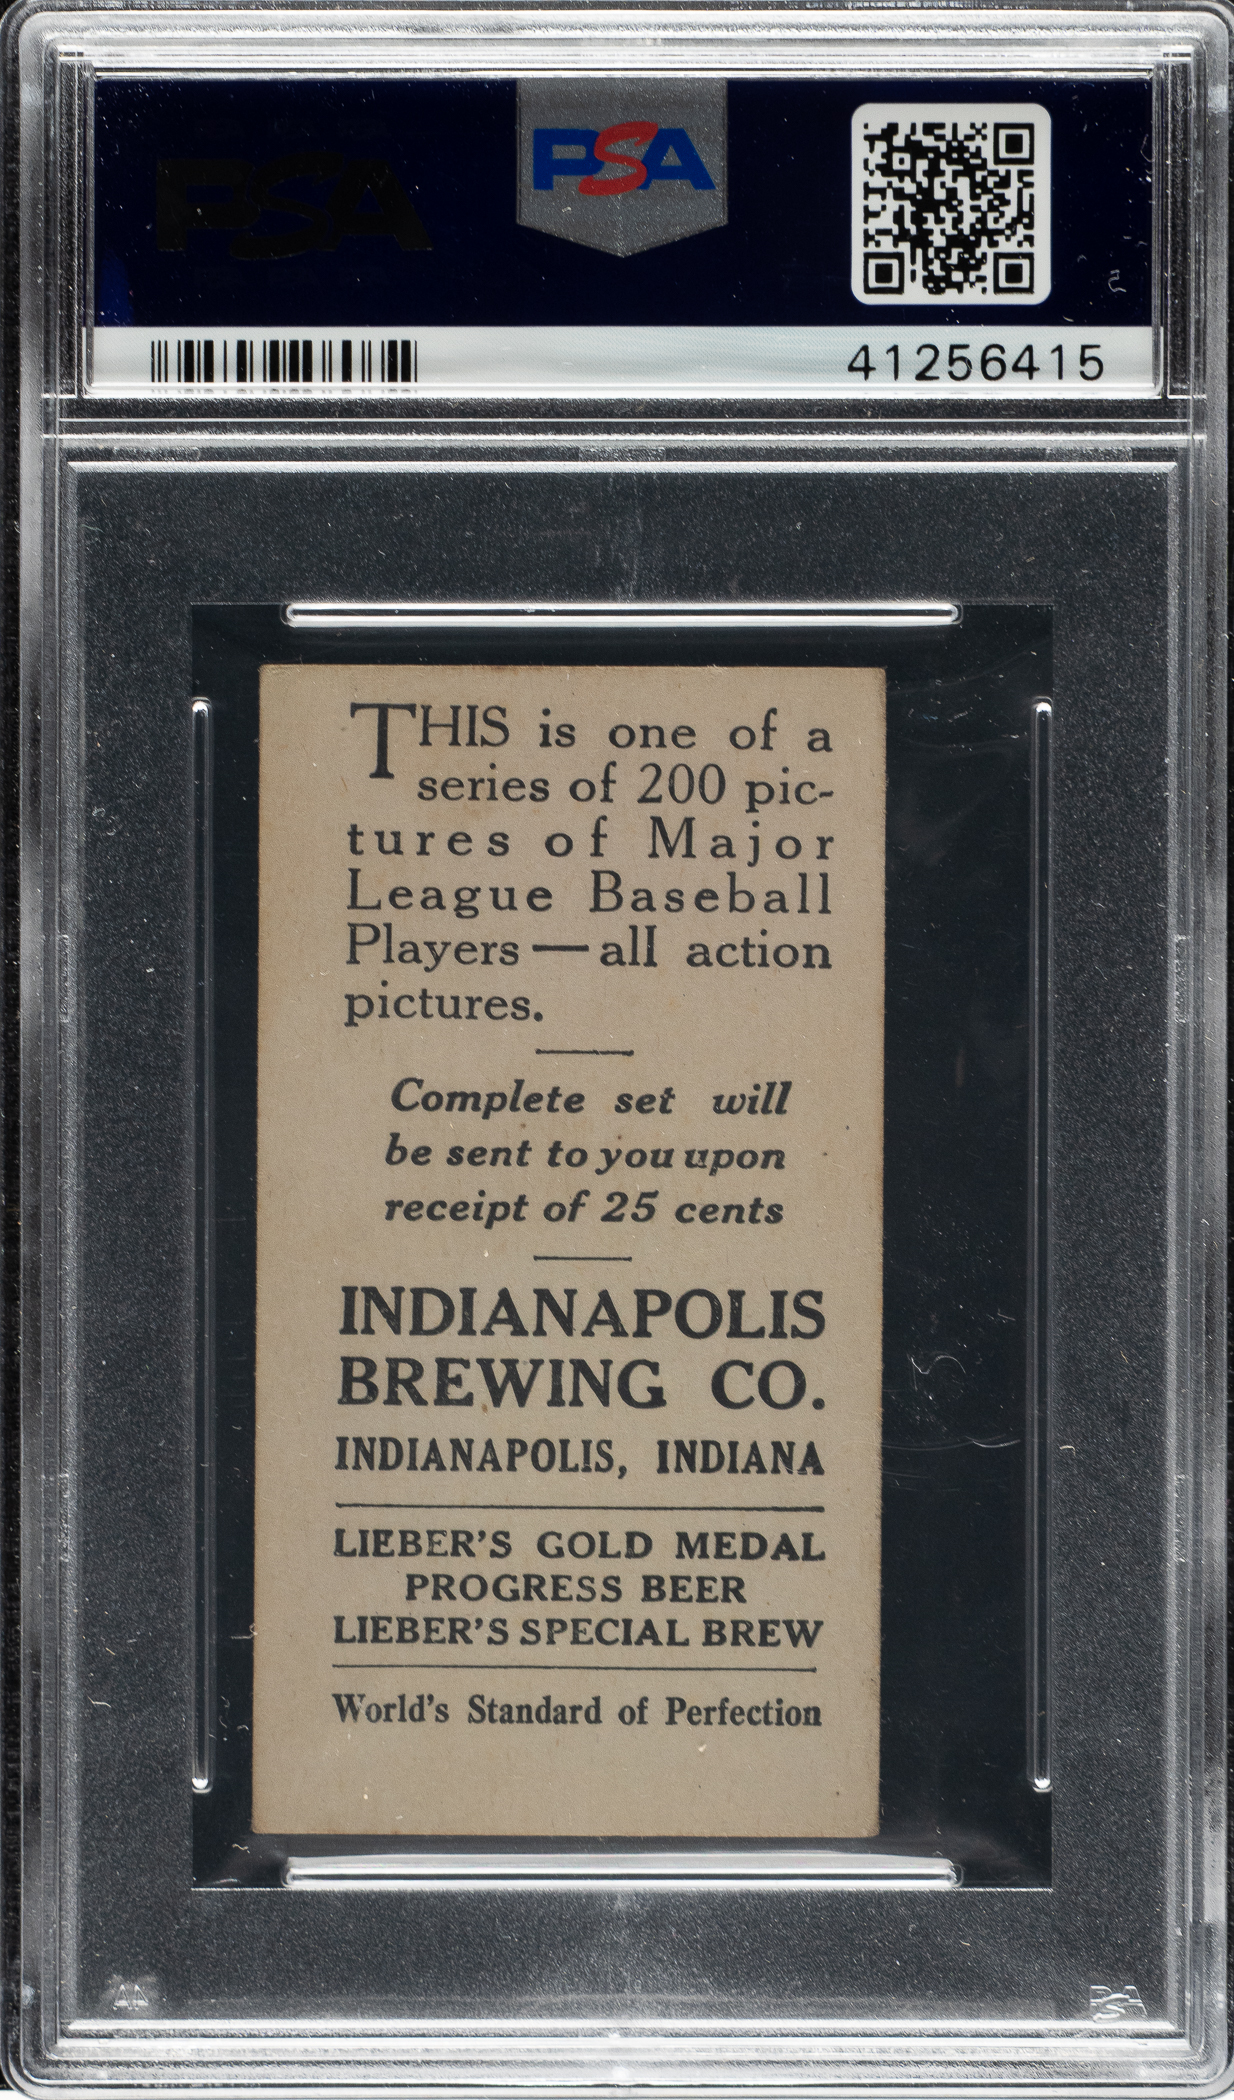 PSA
PSA
41256415
THIS is one of a
series of 200 pic-
tures of Major
League Baseball
Players — all action
pictures.
Complete set will
be sent to you upon
receipt of 25 cents
INDIANAPOLIS
BREWING CO.
INDIANAPOLIS, INDIANA
LIEBER'S GOLD MEDAL
PROGRESS BEER
LIEBER'S SPECIAL BREW
World's Standard of Perfection
PSA